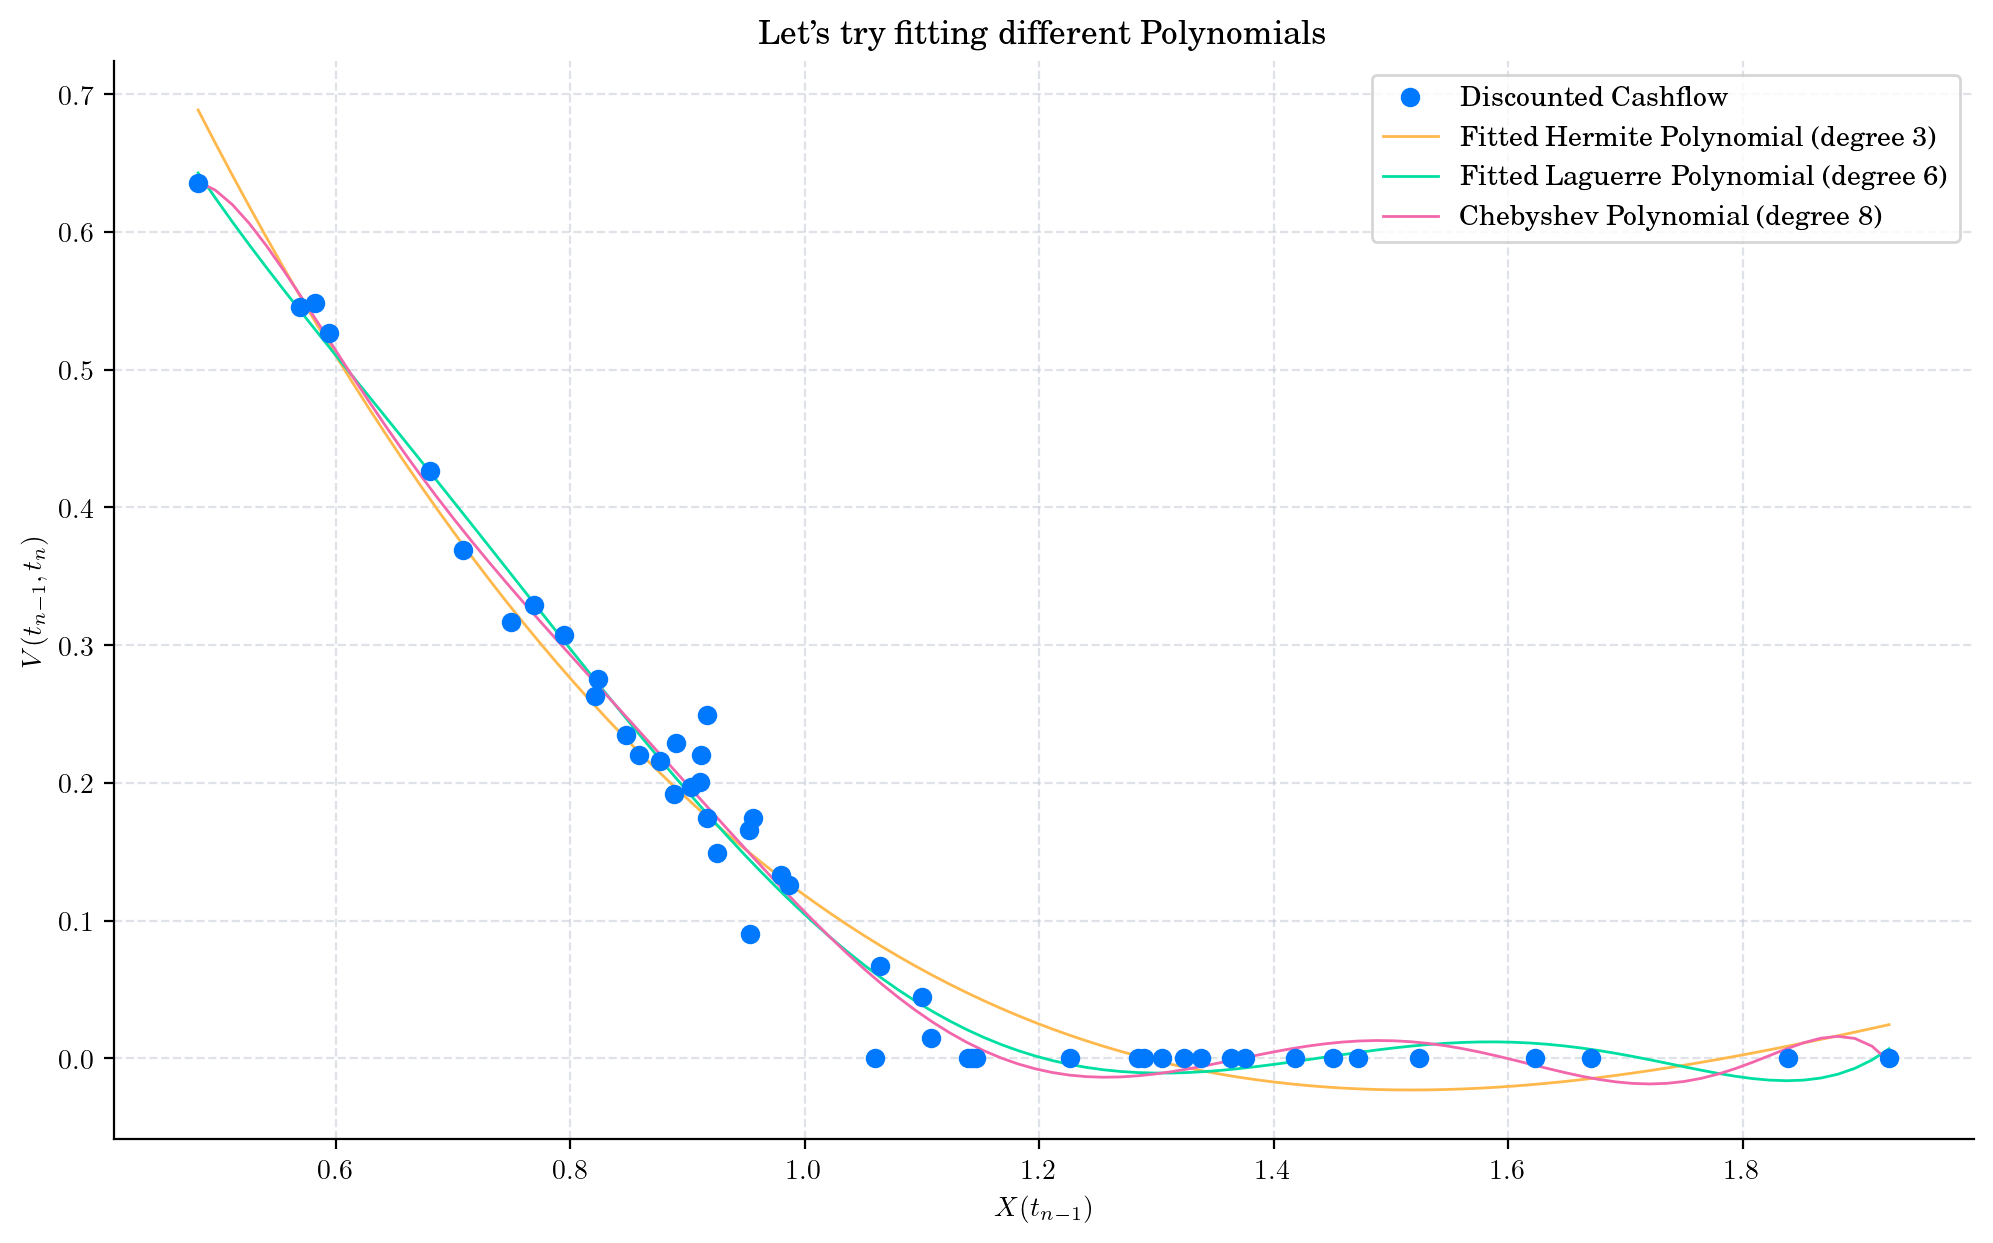 Let's try fitting different Polynomials
Discounted Cashflow
Fitted Hermite Polynomial (degree 3)
Fitted Laguerre Polynomial (degree 6)
Chebyshev Polynomial (degree 8)
0.7
0.6
0.5
0.4
0.3
0.2
0.1
0.0
V(t_{n−1}, t_n)
0.6 0.8 1.0 1.2 1.4 1.6 1.8
X(t_{n−1})